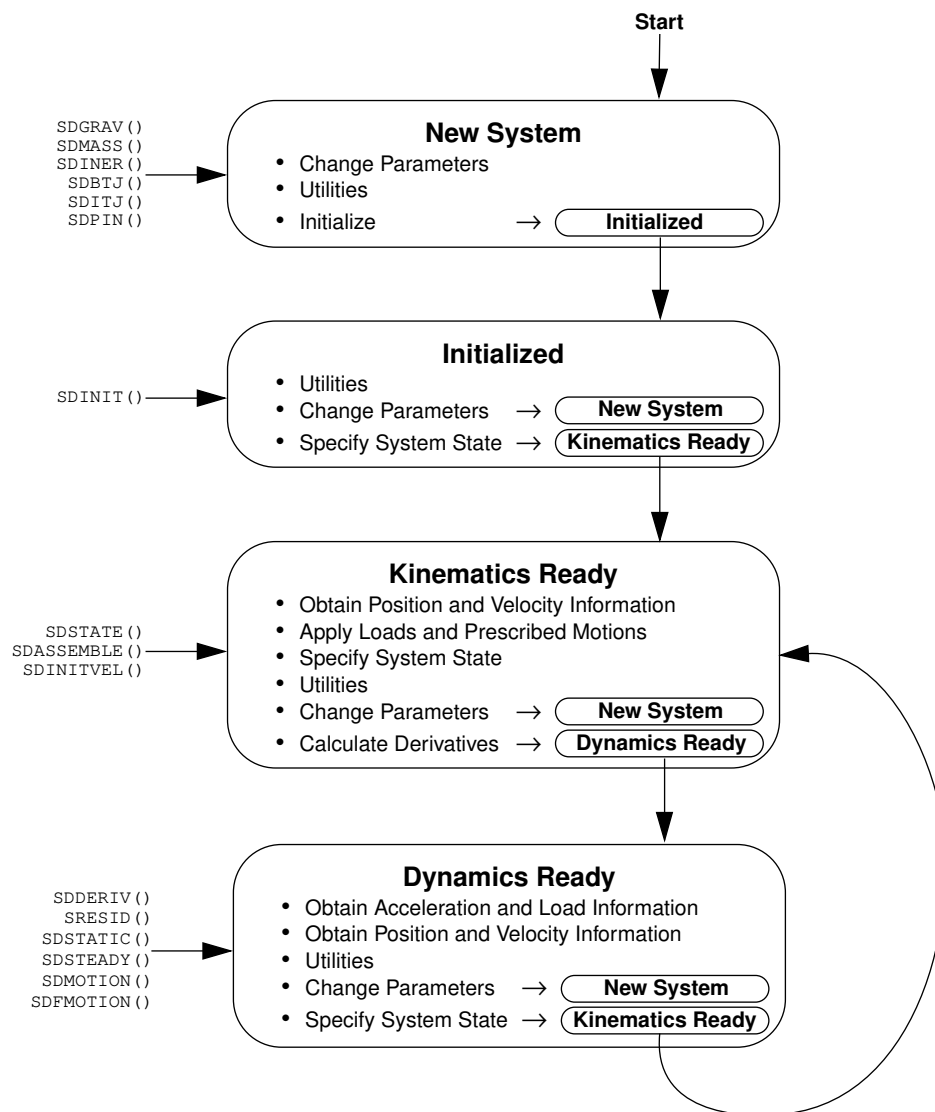 Start
SDGRAV()
SDMASS()
SDINER()
SDBTJ()
SDITJ()
SDPIN()
New System
• Change Parameters
• Utilities
• Initialize → Initialized
SDINIT()
Initialized
• Utilities
• Change Parameters → New System
• Specify System State → Kinematics Ready
SDSTATE()
SDASSEMBLE()
SDINITVEL()
Kinematics Ready
• Obtain Position and Velocity Information
• Apply Loads and Prescribed Motions
• Specify System State
• Utilities
• Change Parameters → New System
• Calculate Derivatives → Dynamics Ready
SDDERIV()
SRESID()
SDSTATIC()
SDSTEADY()
SDMOTION()
SDFMOTION()
Dynamics Ready
• Obtain Acceleration and Load Information
• Obtain Position and Velocity Information
• Utilities
• Change Parameters → New System
• Specify System State → Kinematics Ready